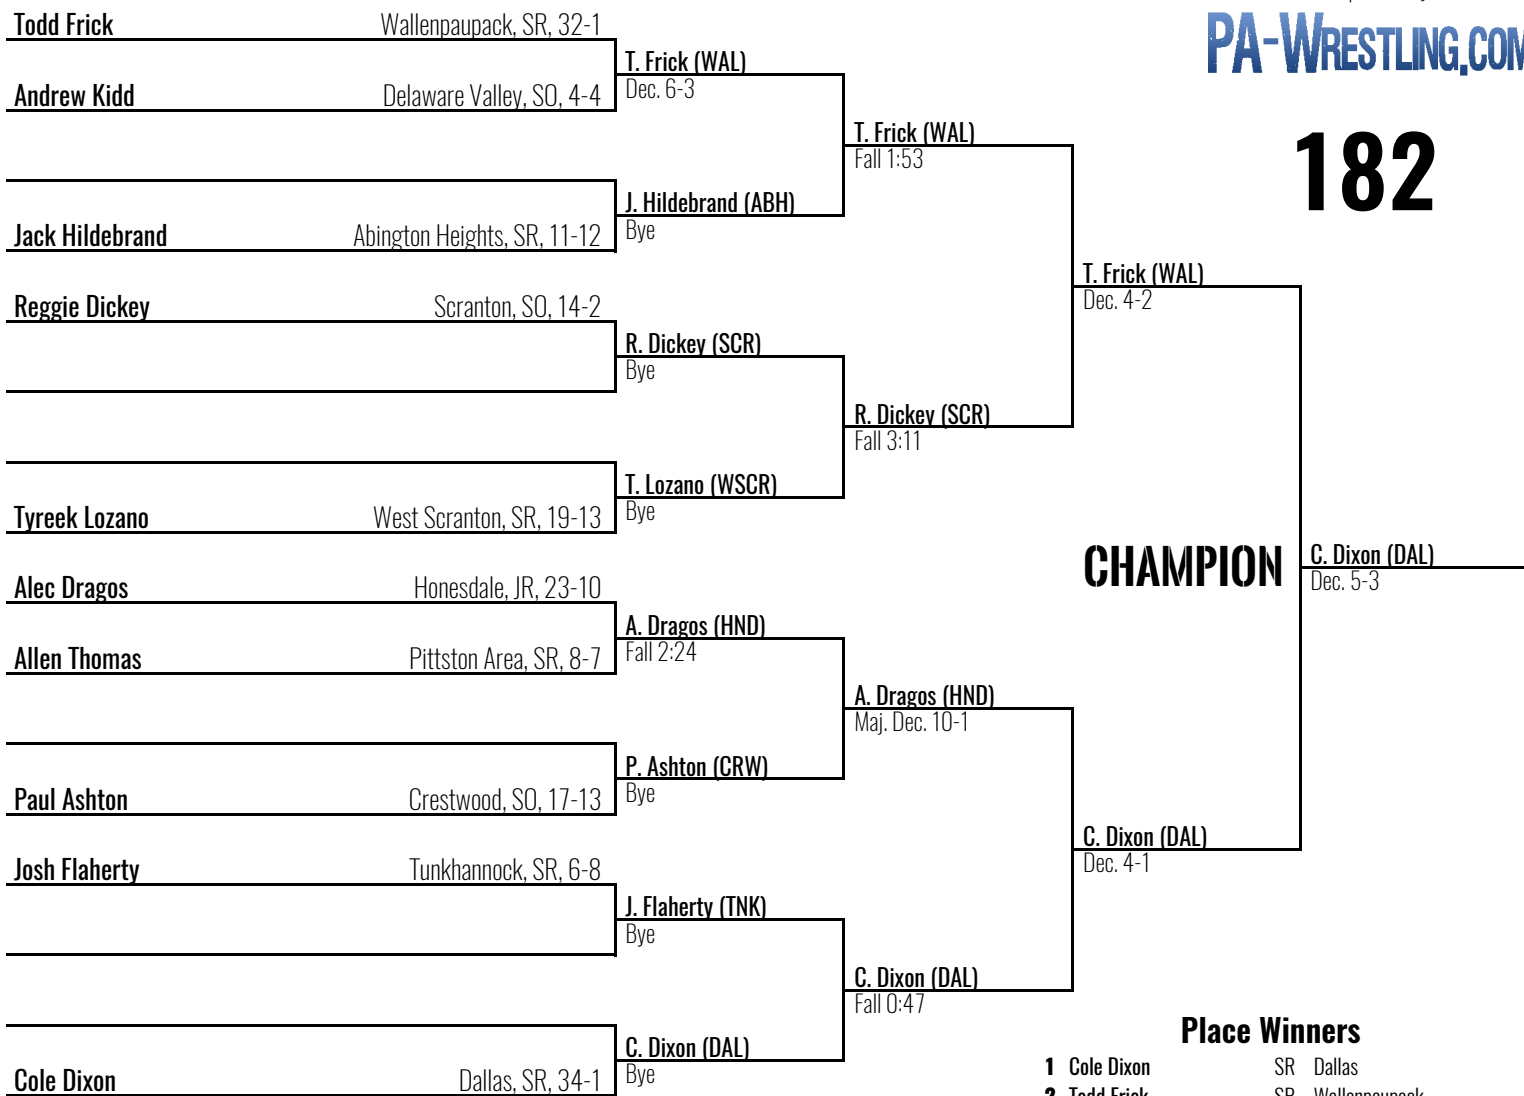 Todd Frick Wallenpaupack, SR, 32-1
PA-WRESTLING.COM
T. Frick (WAL)
Andrew Kidd Delaware Valley, SO, 4-4
Dec. 6-3
T. Frick (WAL)
Fall 1:53
182
J. Hildebrand (ABH)
Jack Hildebrand Abington Heights, SR, 11-12
Bye
T. Frick (WAL)
Dec. 4-2
Reggie Dickey Scranton, SO, 14-2
R. Dickey (SCR)
Bye
R. Dickey (SCR)
Fall 3:11
T. Lozano (WSCR)
Tyreek Lozano West Scranton, SR, 19-13
Bye
CHAMPION
C. Dixon (DAL)
Dec. 5-3
Alec Dragos Honesdale, JR, 23-10
A. Dragos (HND)
Allen Thomas Pittston Area, SR, 8-7
Fall 2:24
A. Dragos (HND)
Maj. Dec. 10-1
P. Ashton (CRW)
Paul Ashton Crestwood, SO, 17-13
Bye
C. Dixon (DAL)
Dec. 4-1
Josh Flaherty Tunkhannock, SR, 6-8
J. Flaherty (TNK)
Bye
C. Dixon (DAL)
Fall 0:47
Place Winners
C. Dixon (DAL)
Cole Dixon Dallas, SR, 34-1
Bye
1 Cole Dixon SR Dallas
2 Todd Frick SR Wallenpaupack